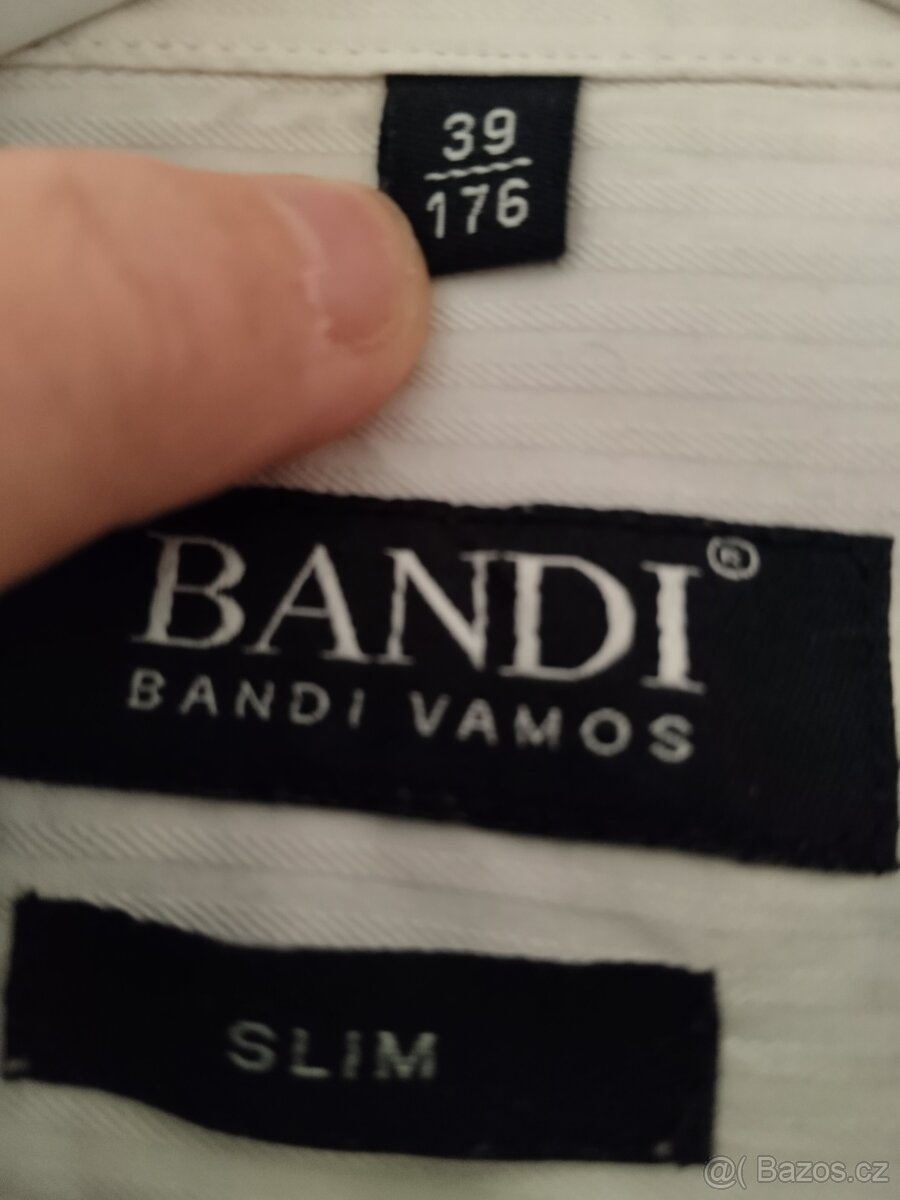 39
176
BANDI®
BANDI VAMOS
SLIM
@( Bazos.cz